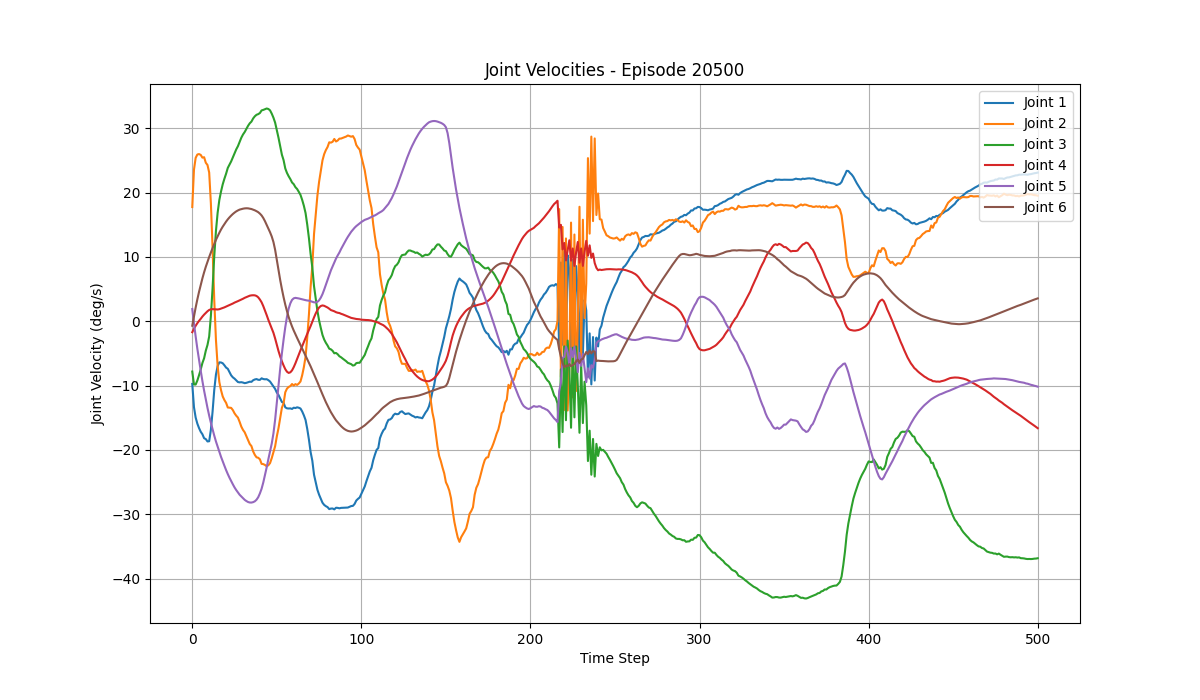 Joint Velocities - Episode 20500
Joint 1
Joint 2
Joint 3
Joint 4
Joint 5
Joint 6
Joint Velocity (deg/s)
30
20
10
0
−10
−20
−30
−40
0 100 200 300 400 500
Time Step